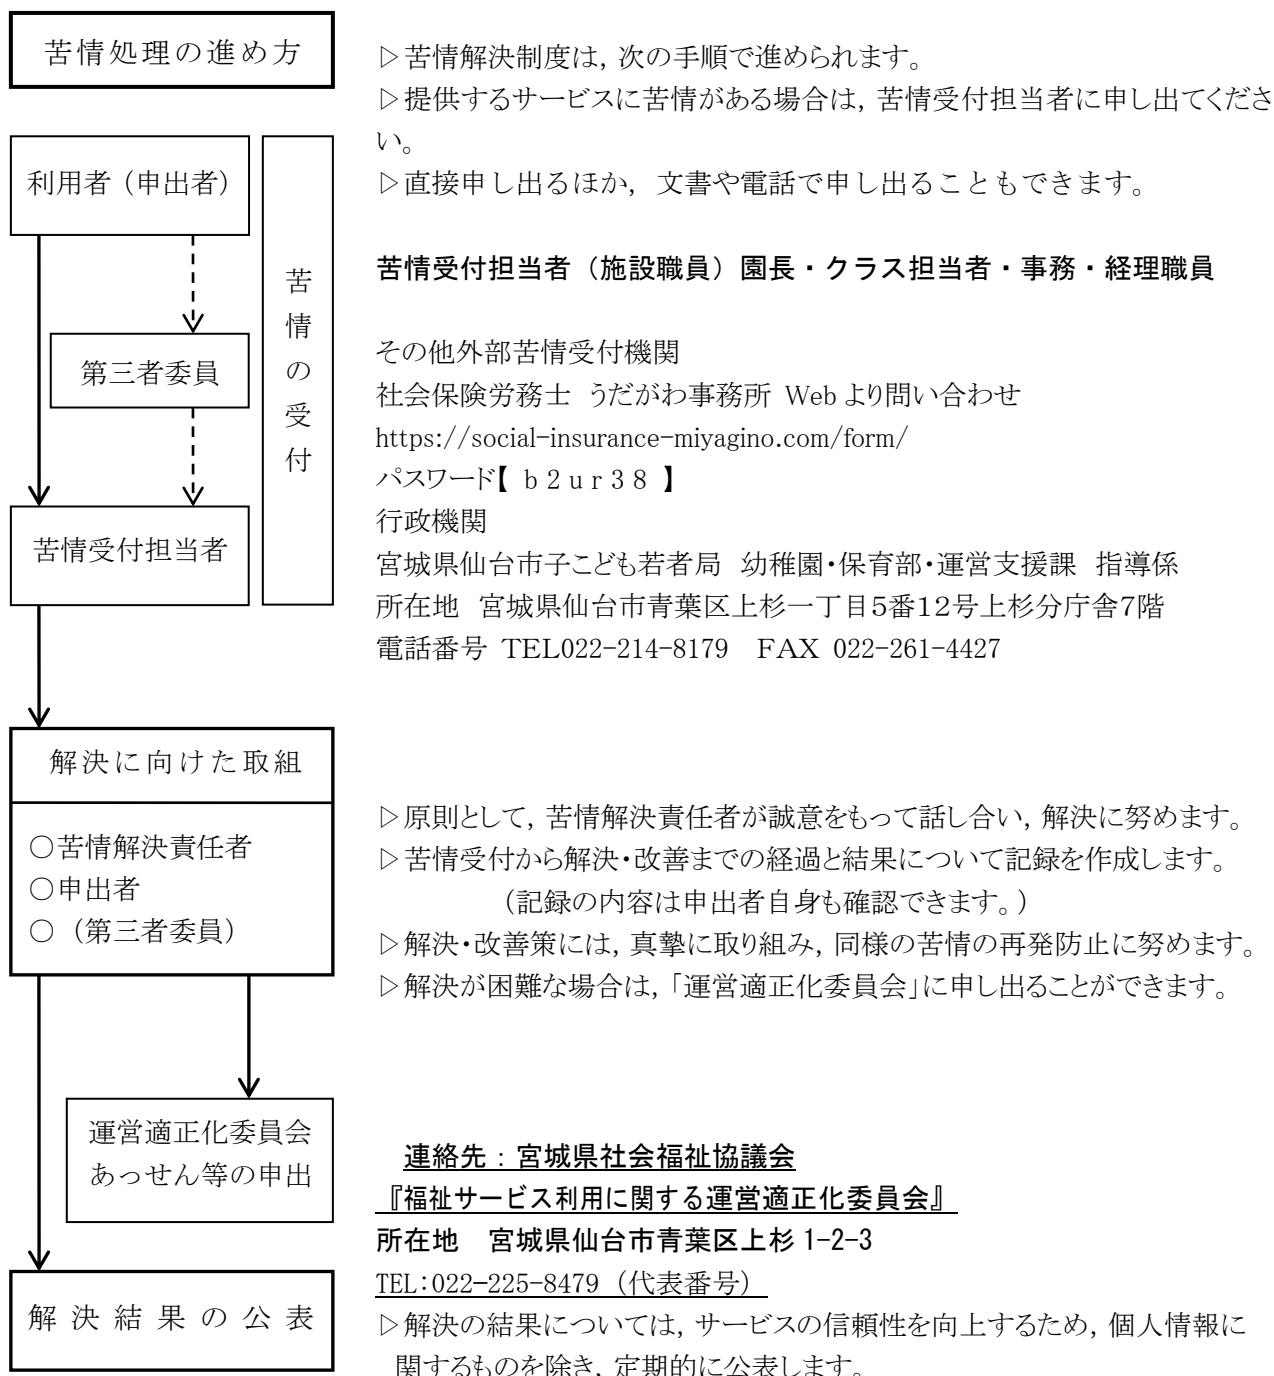 苦情処理の進め方
▷苦情解決制度は，次の手順で進められます。
▷提供するサービスに苦情がある場合は，苦情受付担当者に申し出てくださ
い。
▷直接申し出るほか，文書や電話で申し出ることもできます。
利用者（申出者）
苦情の受付
第三者委員
苦情受付担当者
苦情受付担当者（施設職員）園長・クラス担当者・事務・経理職員
その他外部苦情受付機関
社会保険労務士 うだがわ事務所 Web より問い合わせ
https://social-insurance-miyagino.com/form/
パスワード【 b 2 u r 3 8 】
行政機関
宮城県仙台市子こども若者局 幼稚園・保育部・運営支援課 指導係
所在地 宮城県仙台市青葉区上杉一丁目5番12号上杉分庁舎7階
電話番号 TEL022-214-8179 FAX 022-261-4427
解決に向けた取組
○苦情解決責任者
○申出者
○（第三者委員）
▷原則として，苦情解決責任者が誠意をもって話し合い，解決に努めます。
▷苦情受付から解決・改善までの経過と結果について記録を作成します。
（記録の内容は申出者自身も確認できます。）
▷解決・改善策には，真摯に取り組み，同様の苦情の再発防止に努めます。
▷解決が困難な場合は，「運営適正化委員会」に申し出ることができます。
運営適正化委員会
あっせん等の申出
連絡先：宮城県社会福祉協議会
『福祉サービス利用に関する運営適正化委員会』
所在地 宮城県仙台市青葉区上杉 1-2-3
TEL：022-225-8479（代表番号）
解決結果の公表
▷解決の結果については，サービスの信頼性を向上するため，個人情報に
関するものを除き，定期的に公表します。